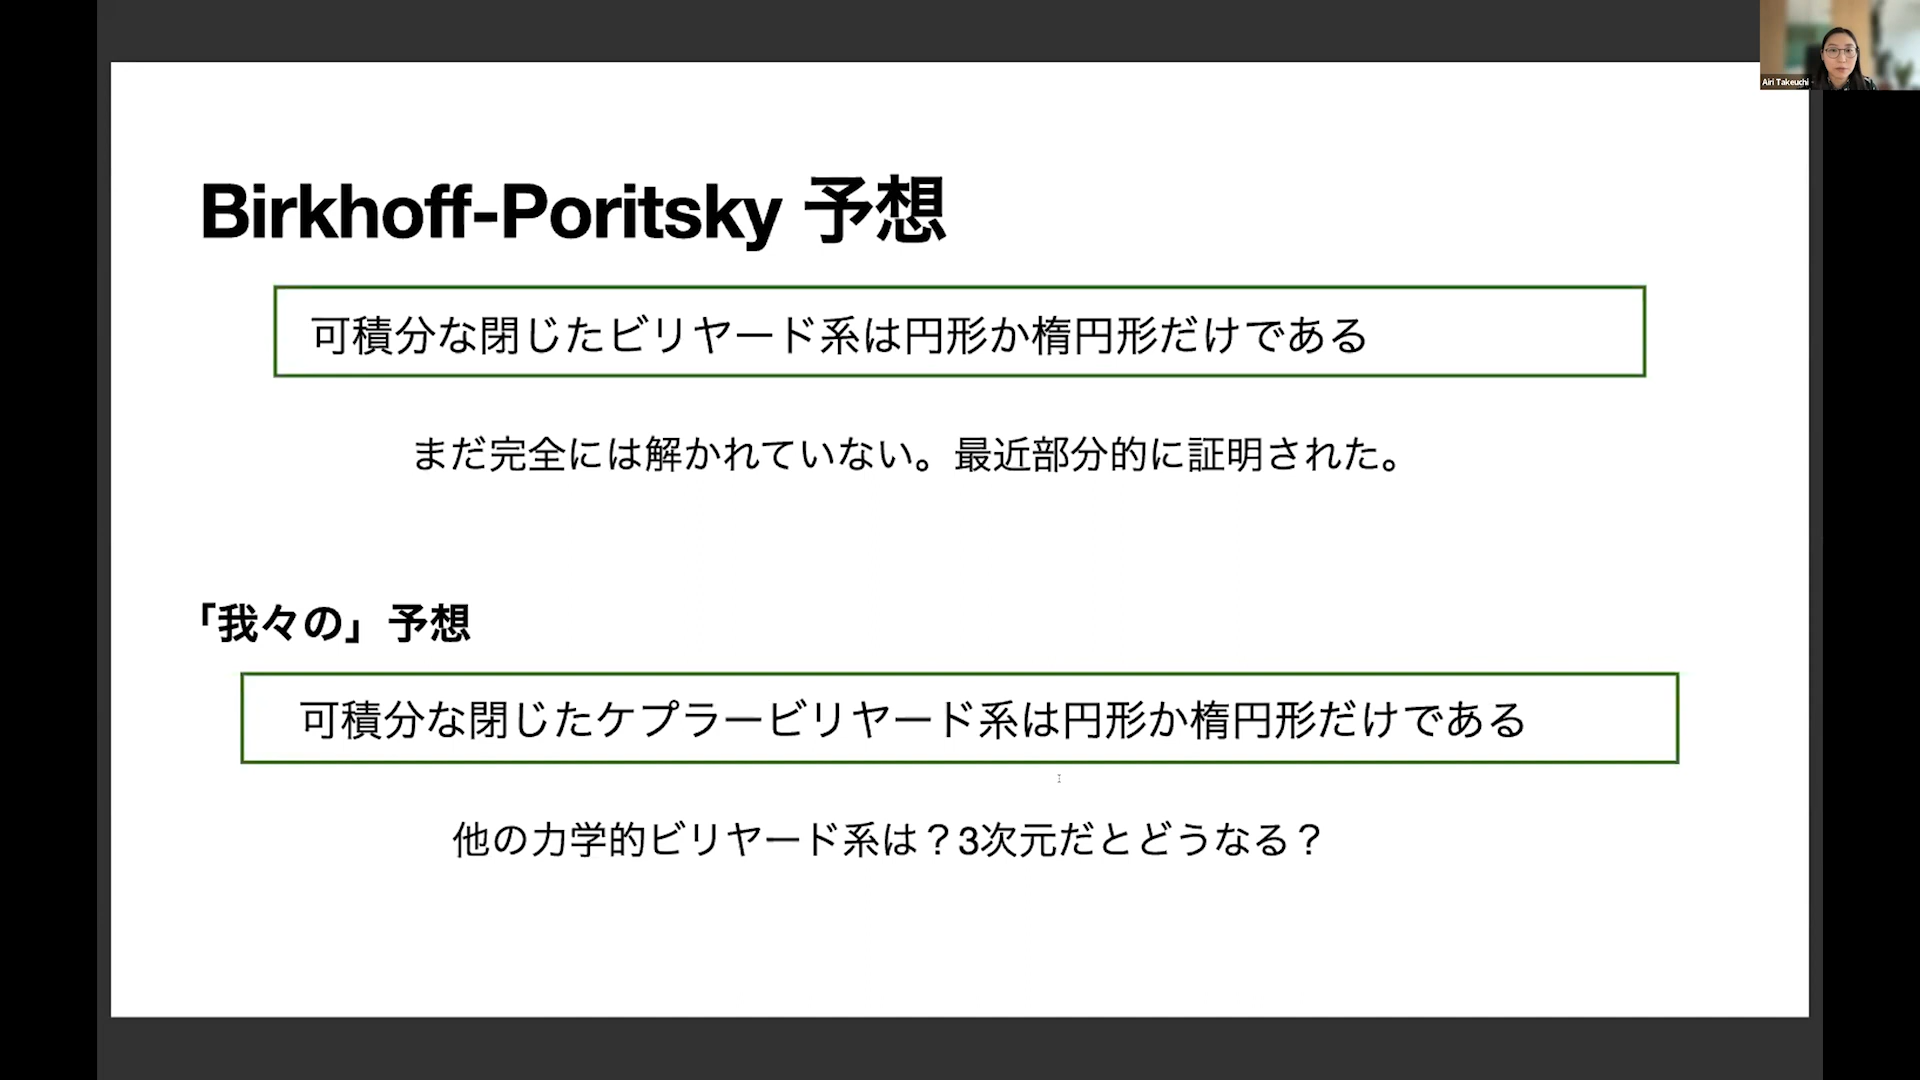 Airi Takeuchi
Birkhoff-Poritsky 予想
可積分な閉じたビリヤード系は円形か楕円形だけである
まだ完全には解かれていない。最近部分的に証明された。
「我々の」予想
可積分な閉じたケプラービリヤード系は円形か楕円形だけである
他の力学的ビリヤード系は？3次元だとどうなる？